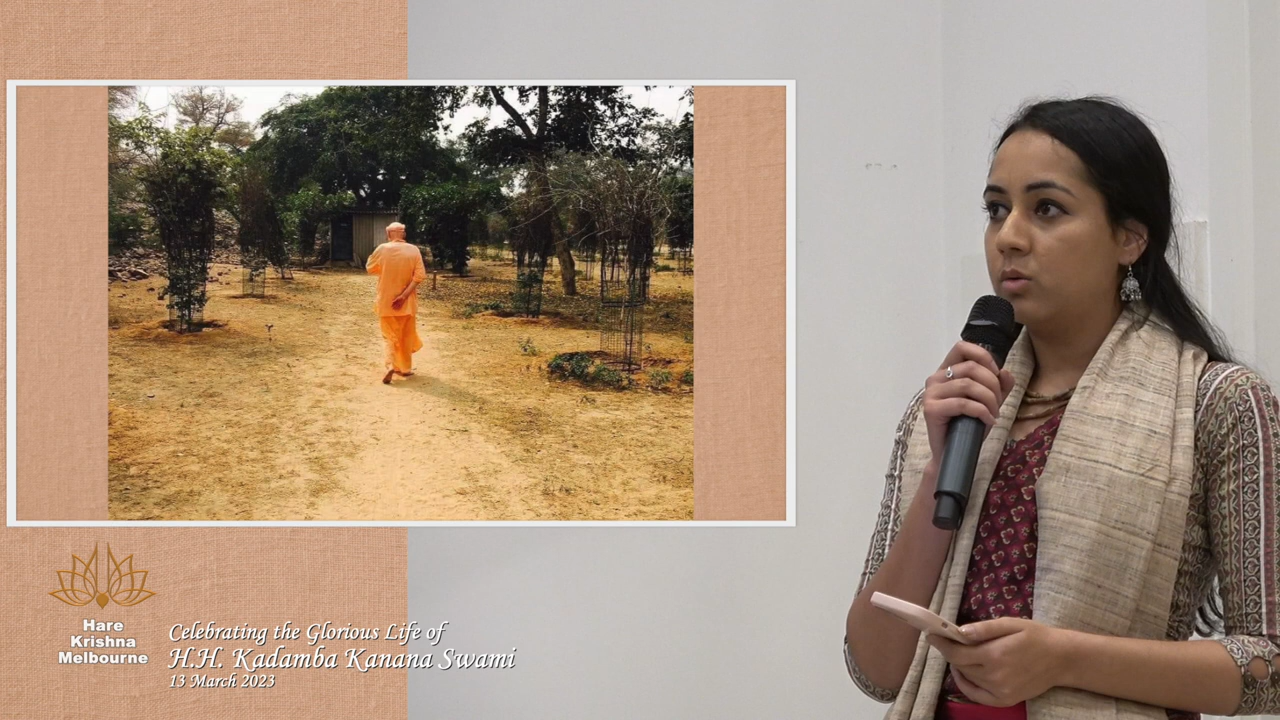 Hare
Krishna
Melbourne
Celebrating the Glorious Life of
H.H. Kadamba Kanana Swami
13 March 2023